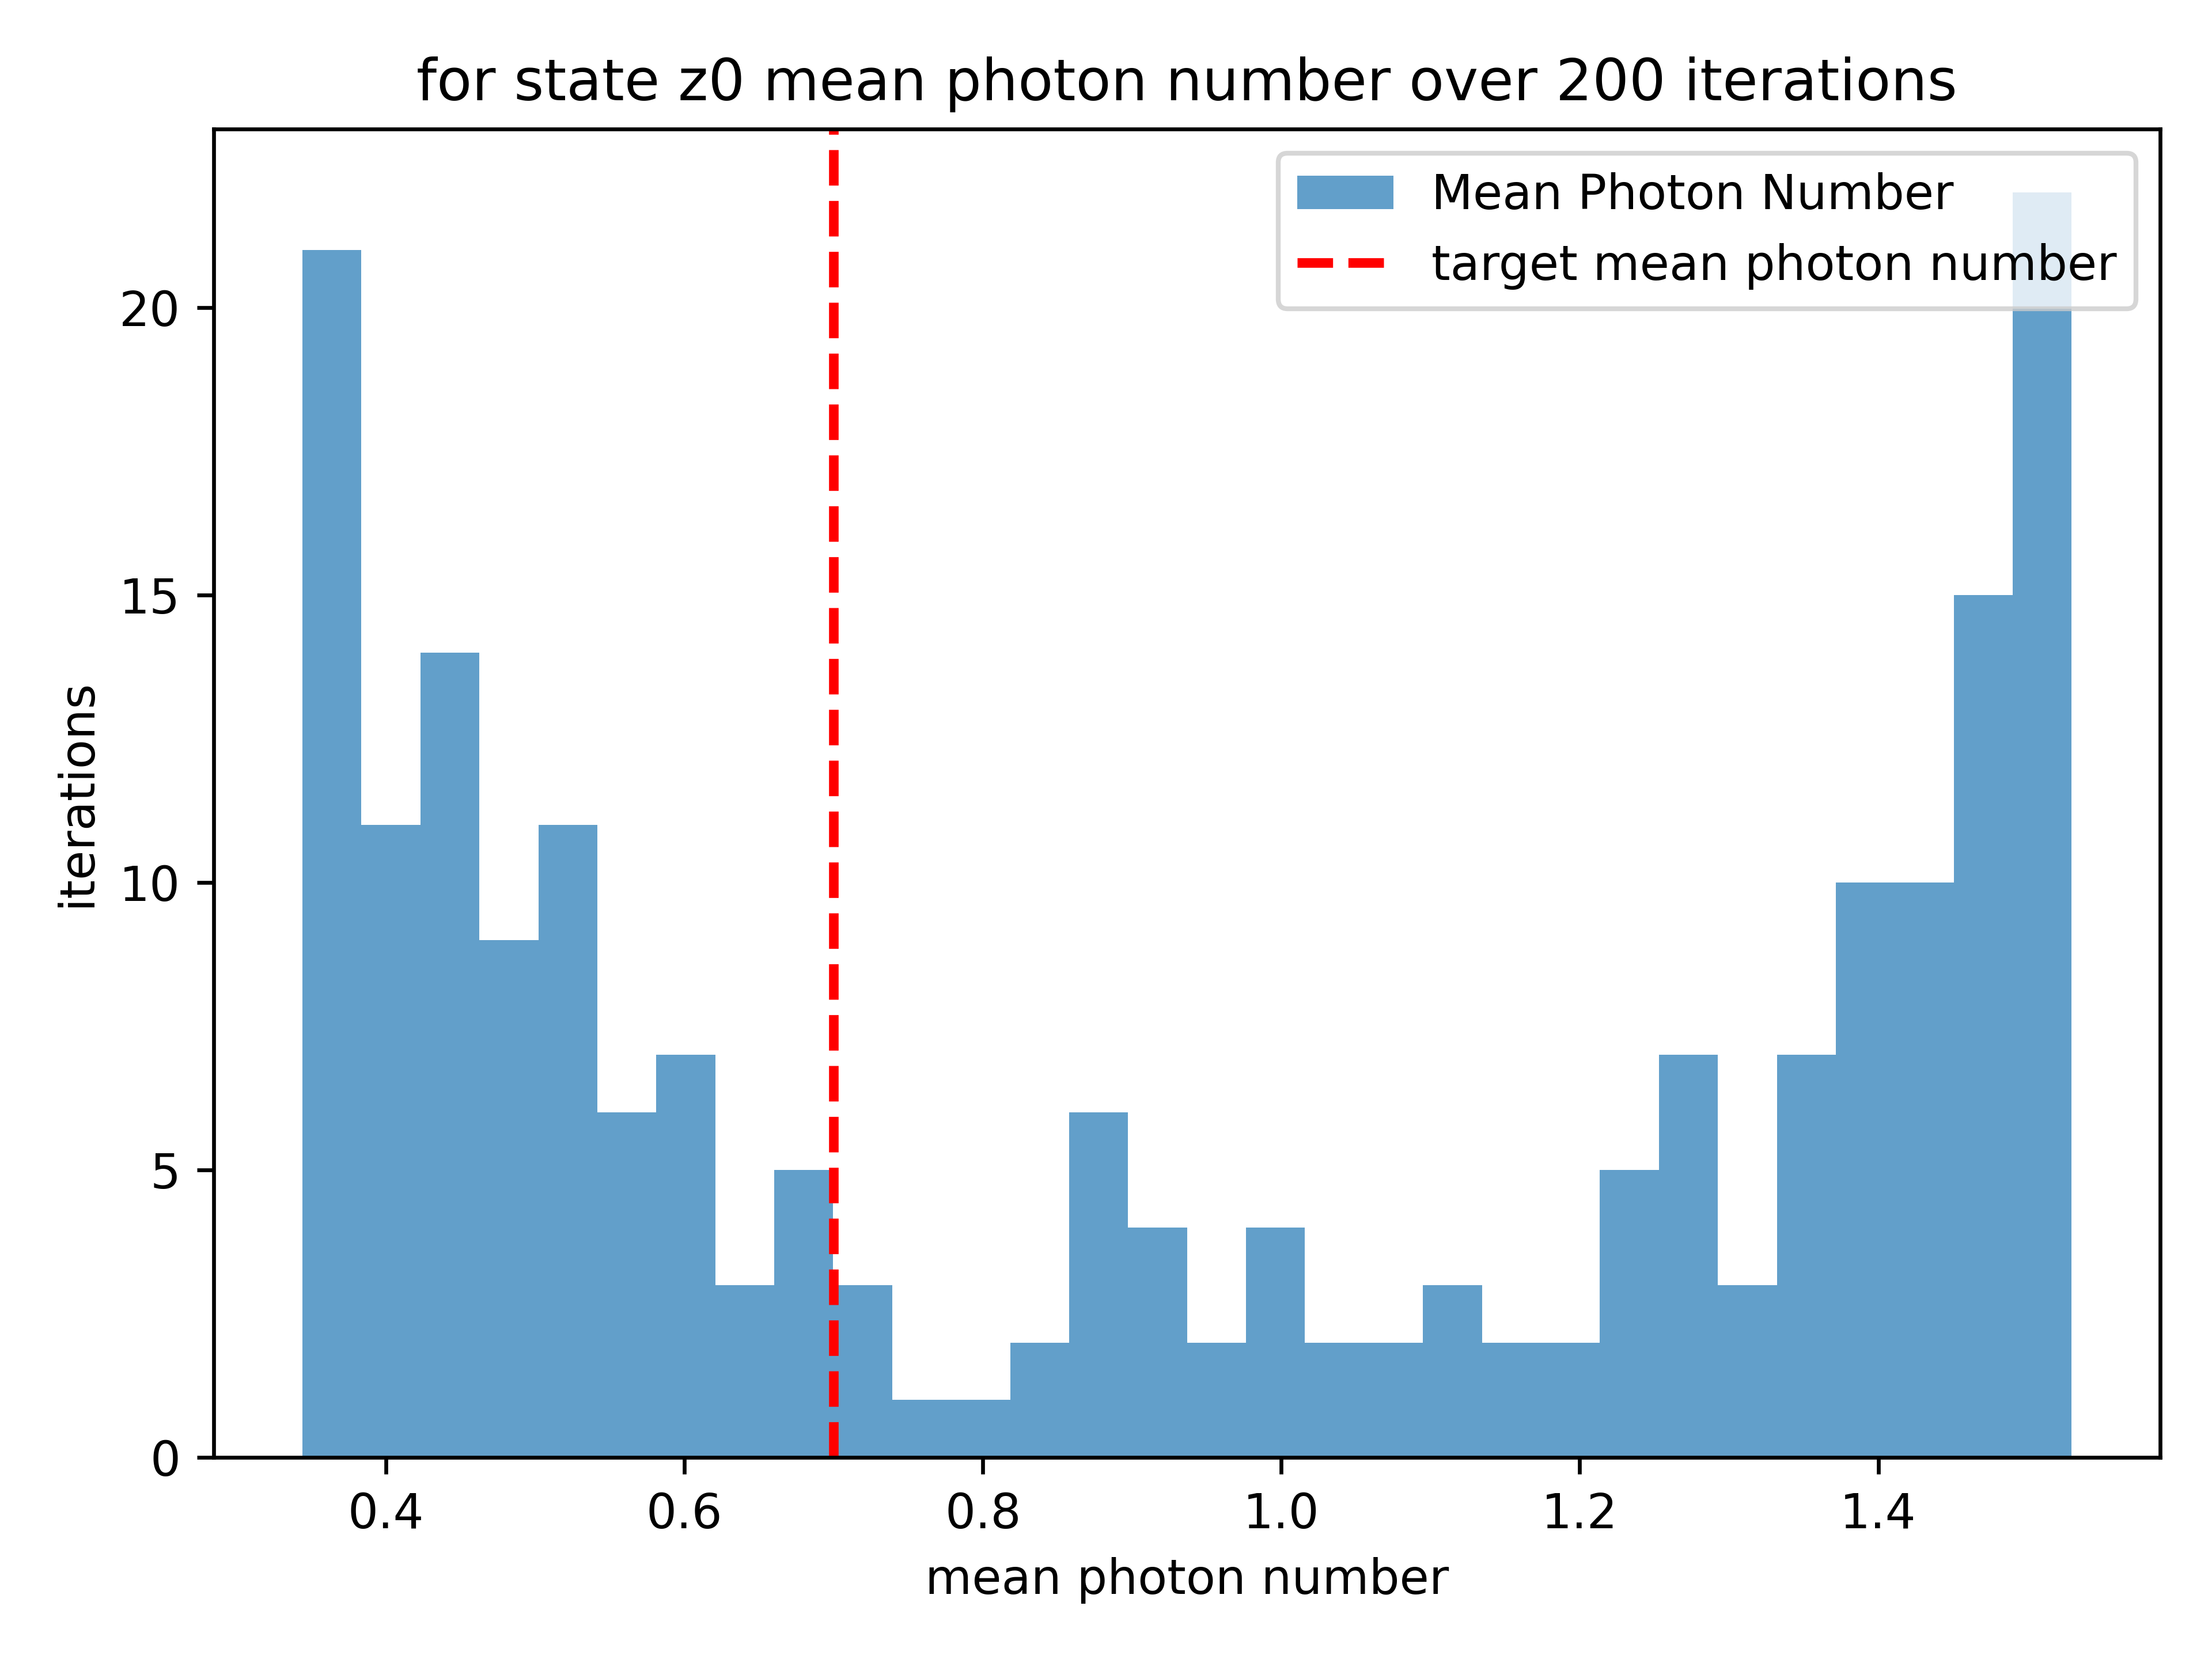 for state z0 mean photon number over 200 iterations
Mean Photon Number
target mean photon number
20
15
10
5
0
iterations
0.4 0.6 0.8 1.0 1.2 1.4
mean photon number